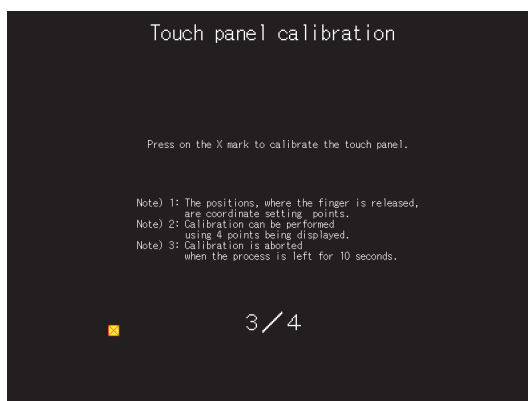 Touch panel calibration
Press on the X mark to calibrate the touch panel.
Note) 1: The positions, where the finger is released,
are coordinate setting points.
Note) 2: Calibration can be performed
using 4 points being displayed.
Note) 3: Calibration is aborted
when the process is left for 10 seconds.
3/4